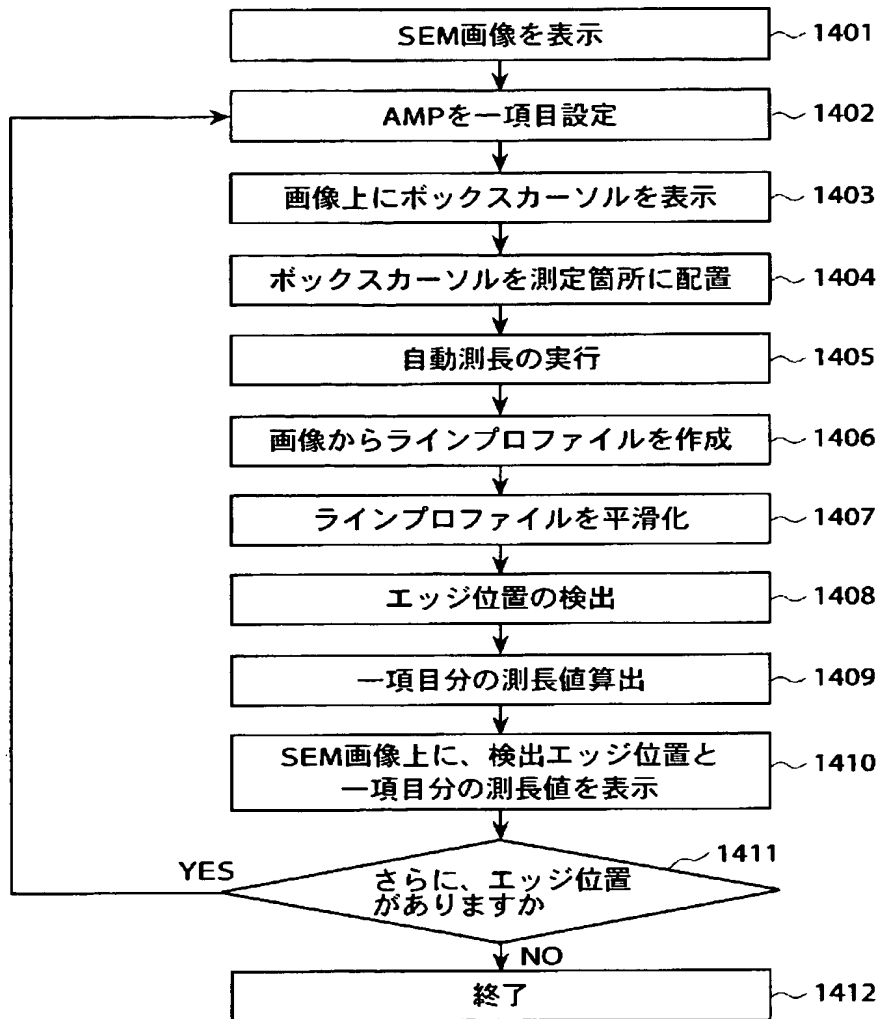 SEM画像を表示 1401
AMPを一項目設定 1402
画像上にボックスカーソルを表示 1403
ボックスカーソルを測定箇所に配置 1404
自動測長の実行 1405
画像からラインプロファイルを作成 1406
ラインプロファイルを平滑化 1407
エッジ位置の検出 1408
一項目分の測長値算出 1409
SEM画像上に、検出エッジ位置と
一項目分の測長値を表示 1410
YES 1411
さらに、エッジ位置
がありますか
NO
終了 1412